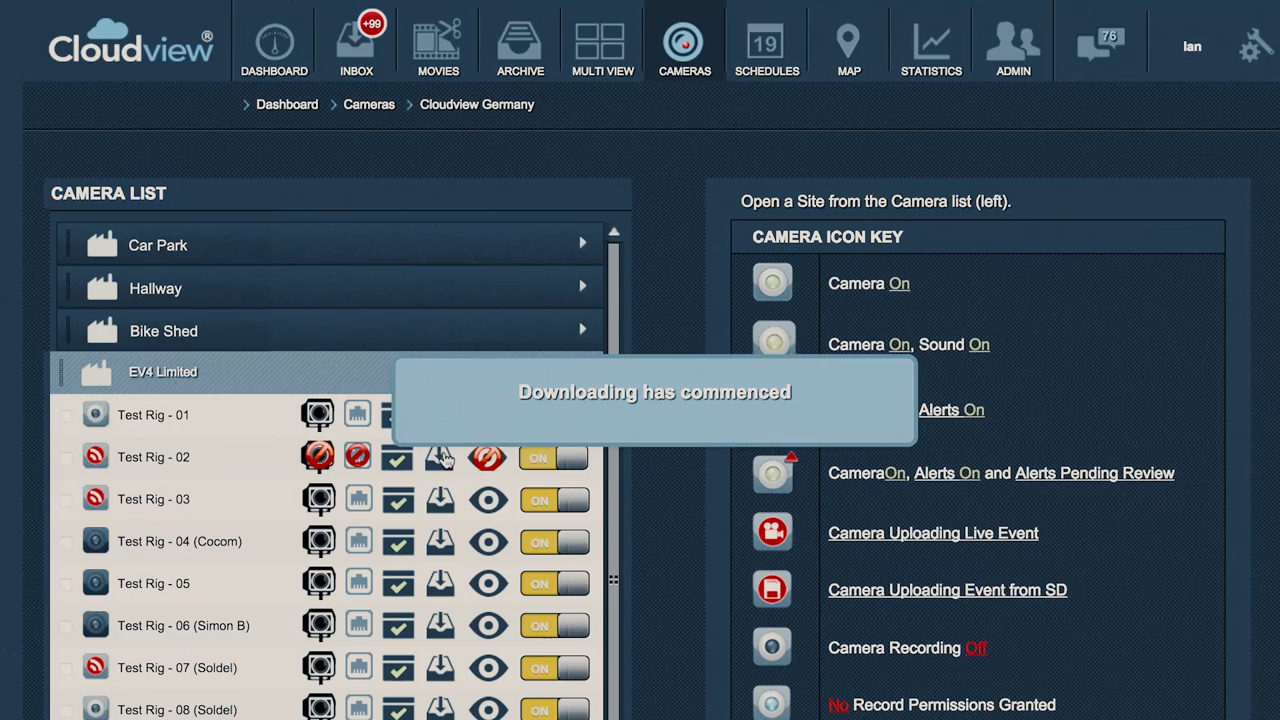 Cloudview®
DASHBOARD
+99
INBOX
MOVIES
ARCHIVE
MULTI VIEW
CAMERAS
19
SCHEDULES
MAP
STATISTICS
ADMIN
76
Ian
Dashboard
Cameras
Cloudview Germany
CAMERA LIST
Car Park
Hallway
Bike Shed
EV4 Limited
Test Rig - 01
Test Rig - 02
ON
Test Rig - 03
ON
Test Rig - 04 (Cocom)
ON
Test Rig - 05
ON
Test Rig - 06 (Simon B)
ON
Test Rig - 07 (Soldel)
ON
Test Rig - 08 (Soldel)
ON
Downloading has commenced
Open a Site from the Camera list (left).
CAMERA ICON KEY
Camera On
Camera On, Sound On
Alerts On
CameraOn, Alerts On and Alerts Pending Review
Camera Uploading Live Event
Camera Uploading Event from SD
Camera Recording Off
No Record Permissions Granted